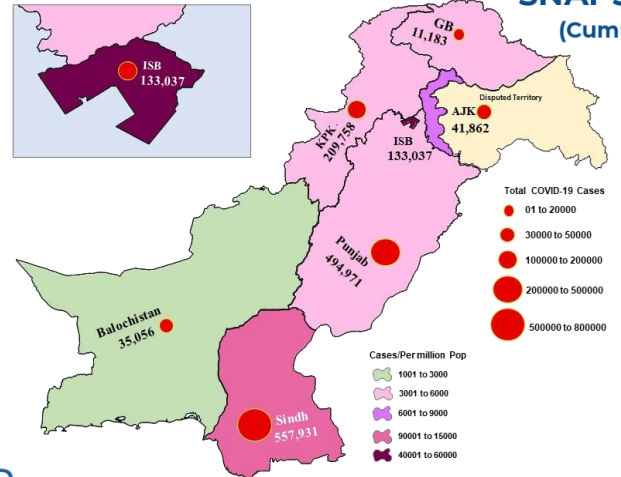 SNAPS
(Cum
ISB
133,037
GB
11,183
Disputed Territory
AJK
41,862
KPK
209,758
ISB
133,037
Punjab
494,971
Balochistan
35,056
Sindh
557,931
Total COVID-19 Cases
01 to 20000
30000 to 50000
100000 to 200000
200000 to 500000
500000 to 800000
Cases/Per million Pop
1001 to 3000
3001 to 6000
6001 to 9000
90001 to 15000
40001 to 60000